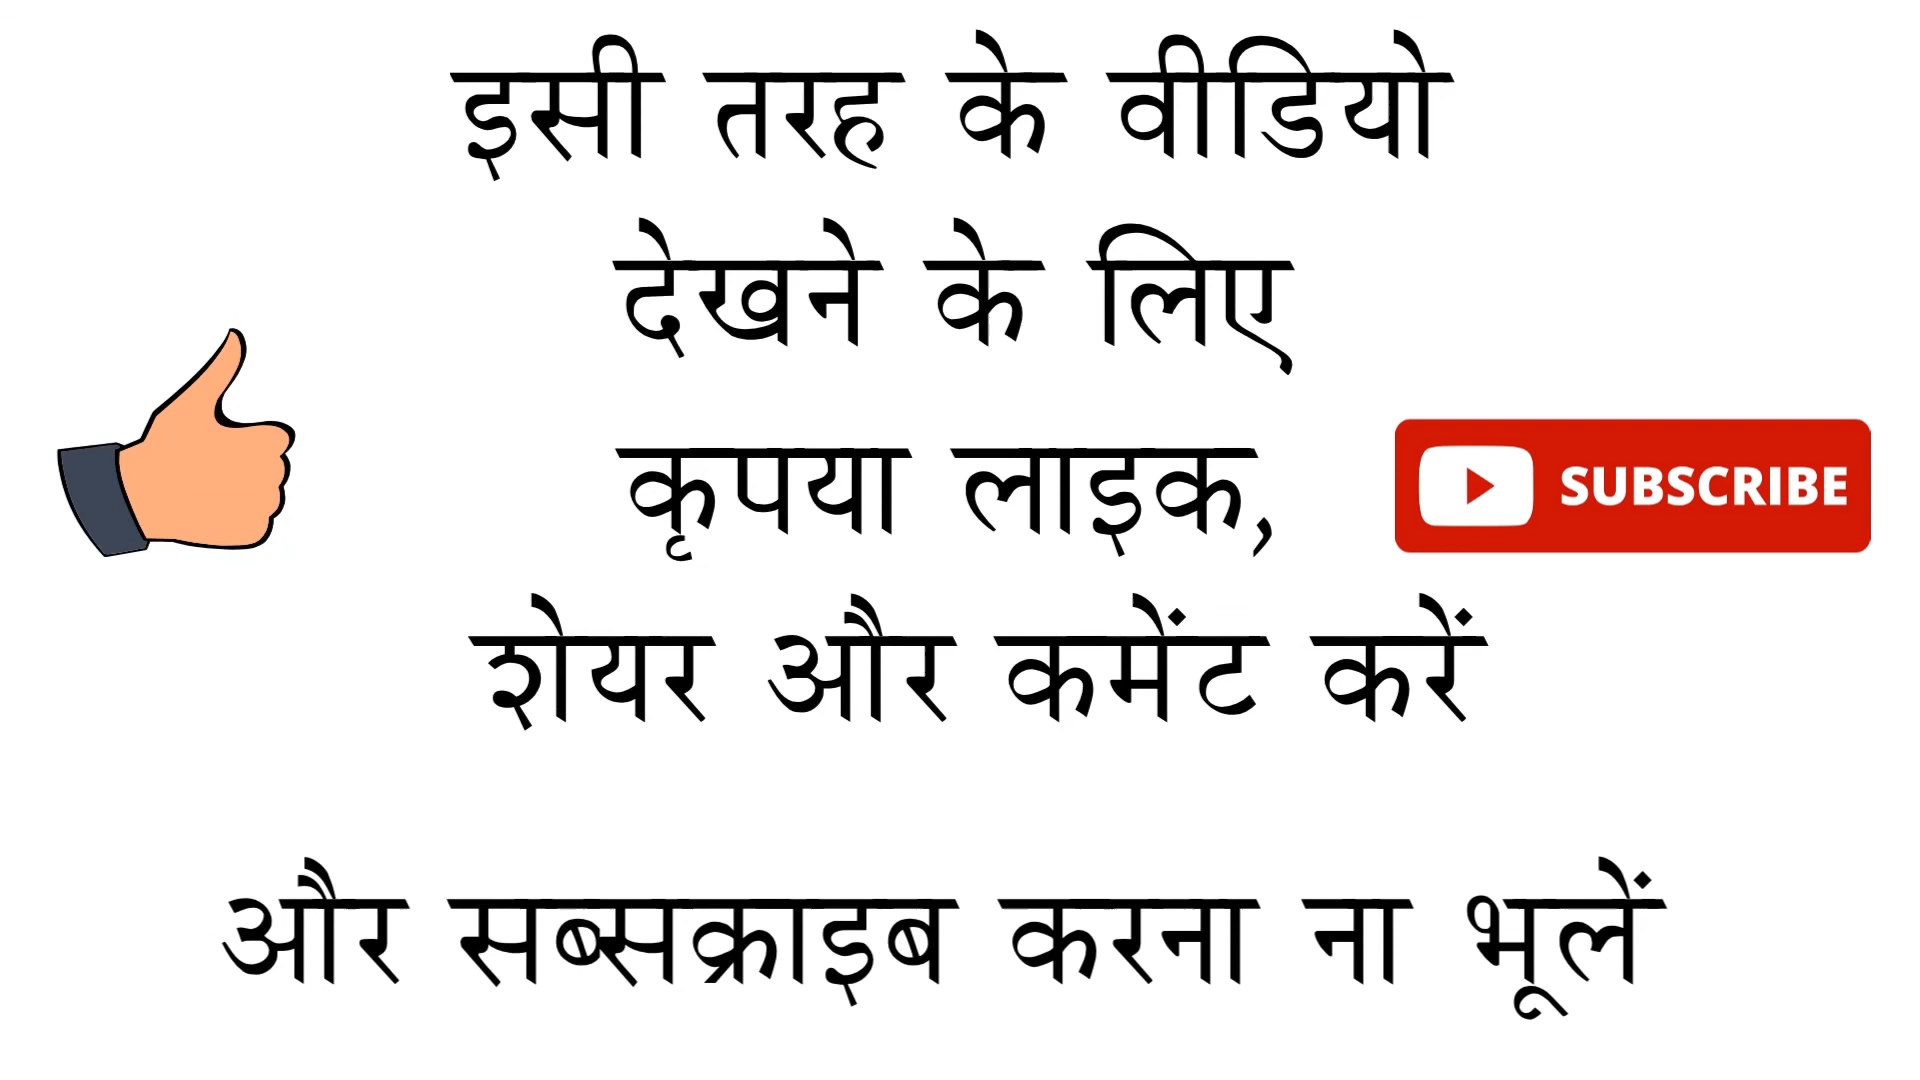 इसी तरह के वीडियो
देखने के लिए
कृपया लाइक,
SUBSCRIBE
शेयर और कमेंट करें
और सब्सक्राइब करना ना भूलें